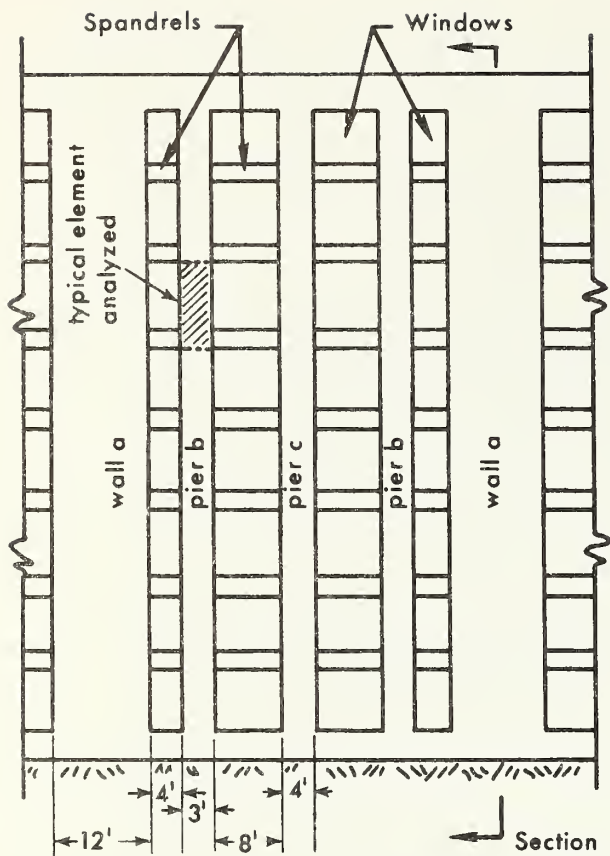 Spandrels
Windows
typical element
analyzed
wall a
pier b
pier c
pier b
wall a
4'
3'
4'
12'
8'
Section